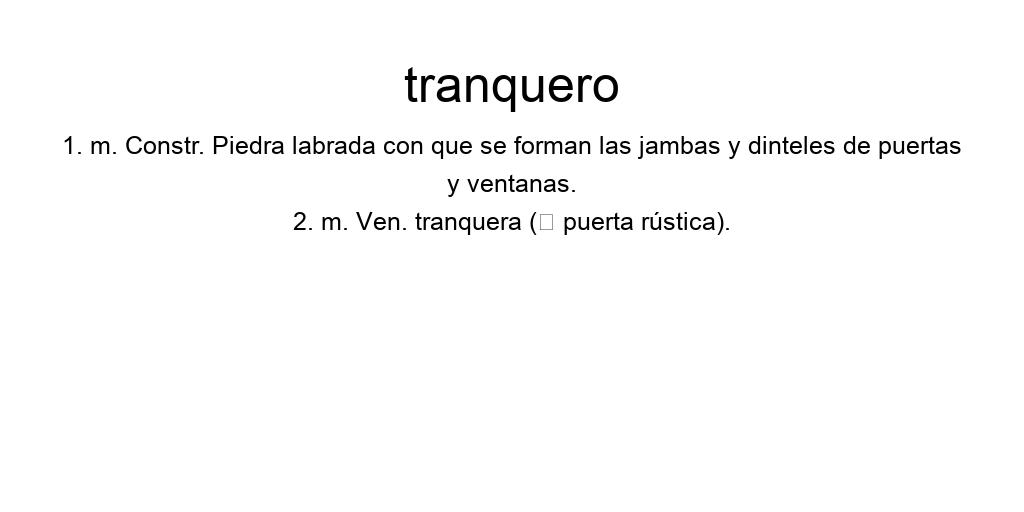 tranquero
1. m. Constr. Piedra labrada con que se forman las jambas y dinteles de puertas
y ventanas.
2. m. Ven. tranquera (□ puerta rústica).